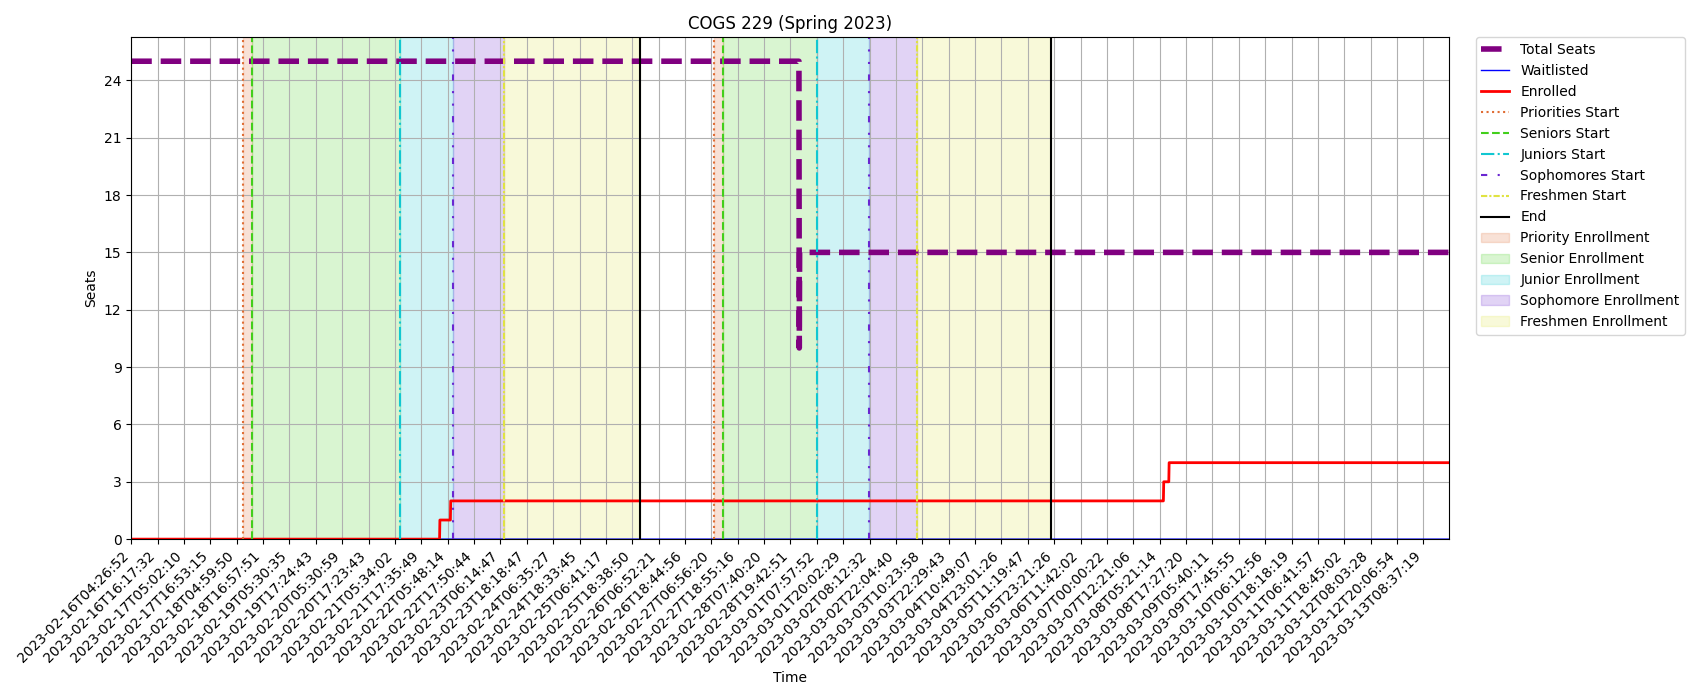 COGS 229 (Spring 2023)
Seats
24
21
18
15
12
9
6
3
0
2023-02-16T04:26:52
2023-02-16T16:17:32
2023-02-17T05:02:10
2023-02-17T16:53:15
2023-02-18T04:59:50
2023-02-18T16:57:51
2023-02-19T05:30:35
2023-02-19T17:24:43
2023-02-20T05:30:59
2023-02-20T17:23:43
2023-02-21T05:34:02
2023-02-21T17:35:49
2023-02-22T05:48:14
2023-02-22T17:50:44
2023-02-23T06:14:47
2023-02-23T18:18:47
2023-02-24T06:35:27
2023-02-24T18:33:45
2023-02-25T06:41:17
2023-02-25T18:38:50
2023-02-26T06:52:21
2023-02-26T18:44:56
2023-02-27T06:56:20
2023-02-27T18:55:16
2023-02-28T07:40:20
2023-02-28T19:42:51
2023-03-01T07:57:52
2023-03-01T20:02:29
2023-03-02T08:12:32
2023-03-02T22:04:40
2023-03-03T10:23:58
2023-03-03T22:29:43
2023-03-04T10:49:07
2023-03-04T23:01:26
2023-03-05T11:19:47
2023-03-05T23:21:26
2023-03-06T11:42:02
2023-03-07T00:00:22
2023-03-07T12:21:06
2023-03-08T05:21:14
2023-03-08T17:27:20
2023-03-09T05:40:11
2023-03-09T17:45:55
2023-03-10T06:12:56
2023-03-10T18:18:19
2023-03-11T06:41:57
2023-03-11T18:45:02
2023-03-12T08:03:28
2023-03-12T20:06:54
2023-03-13T08:37:19
Time
Total Seats
Waitlisted
Enrolled
Priorities Start
Seniors Start
Juniors Start
Sophomores Start
Freshmen Start
End
Priority Enrollment
Senior Enrollment
Junior Enrollment
Sophomore Enrollment
Freshmen Enrollment